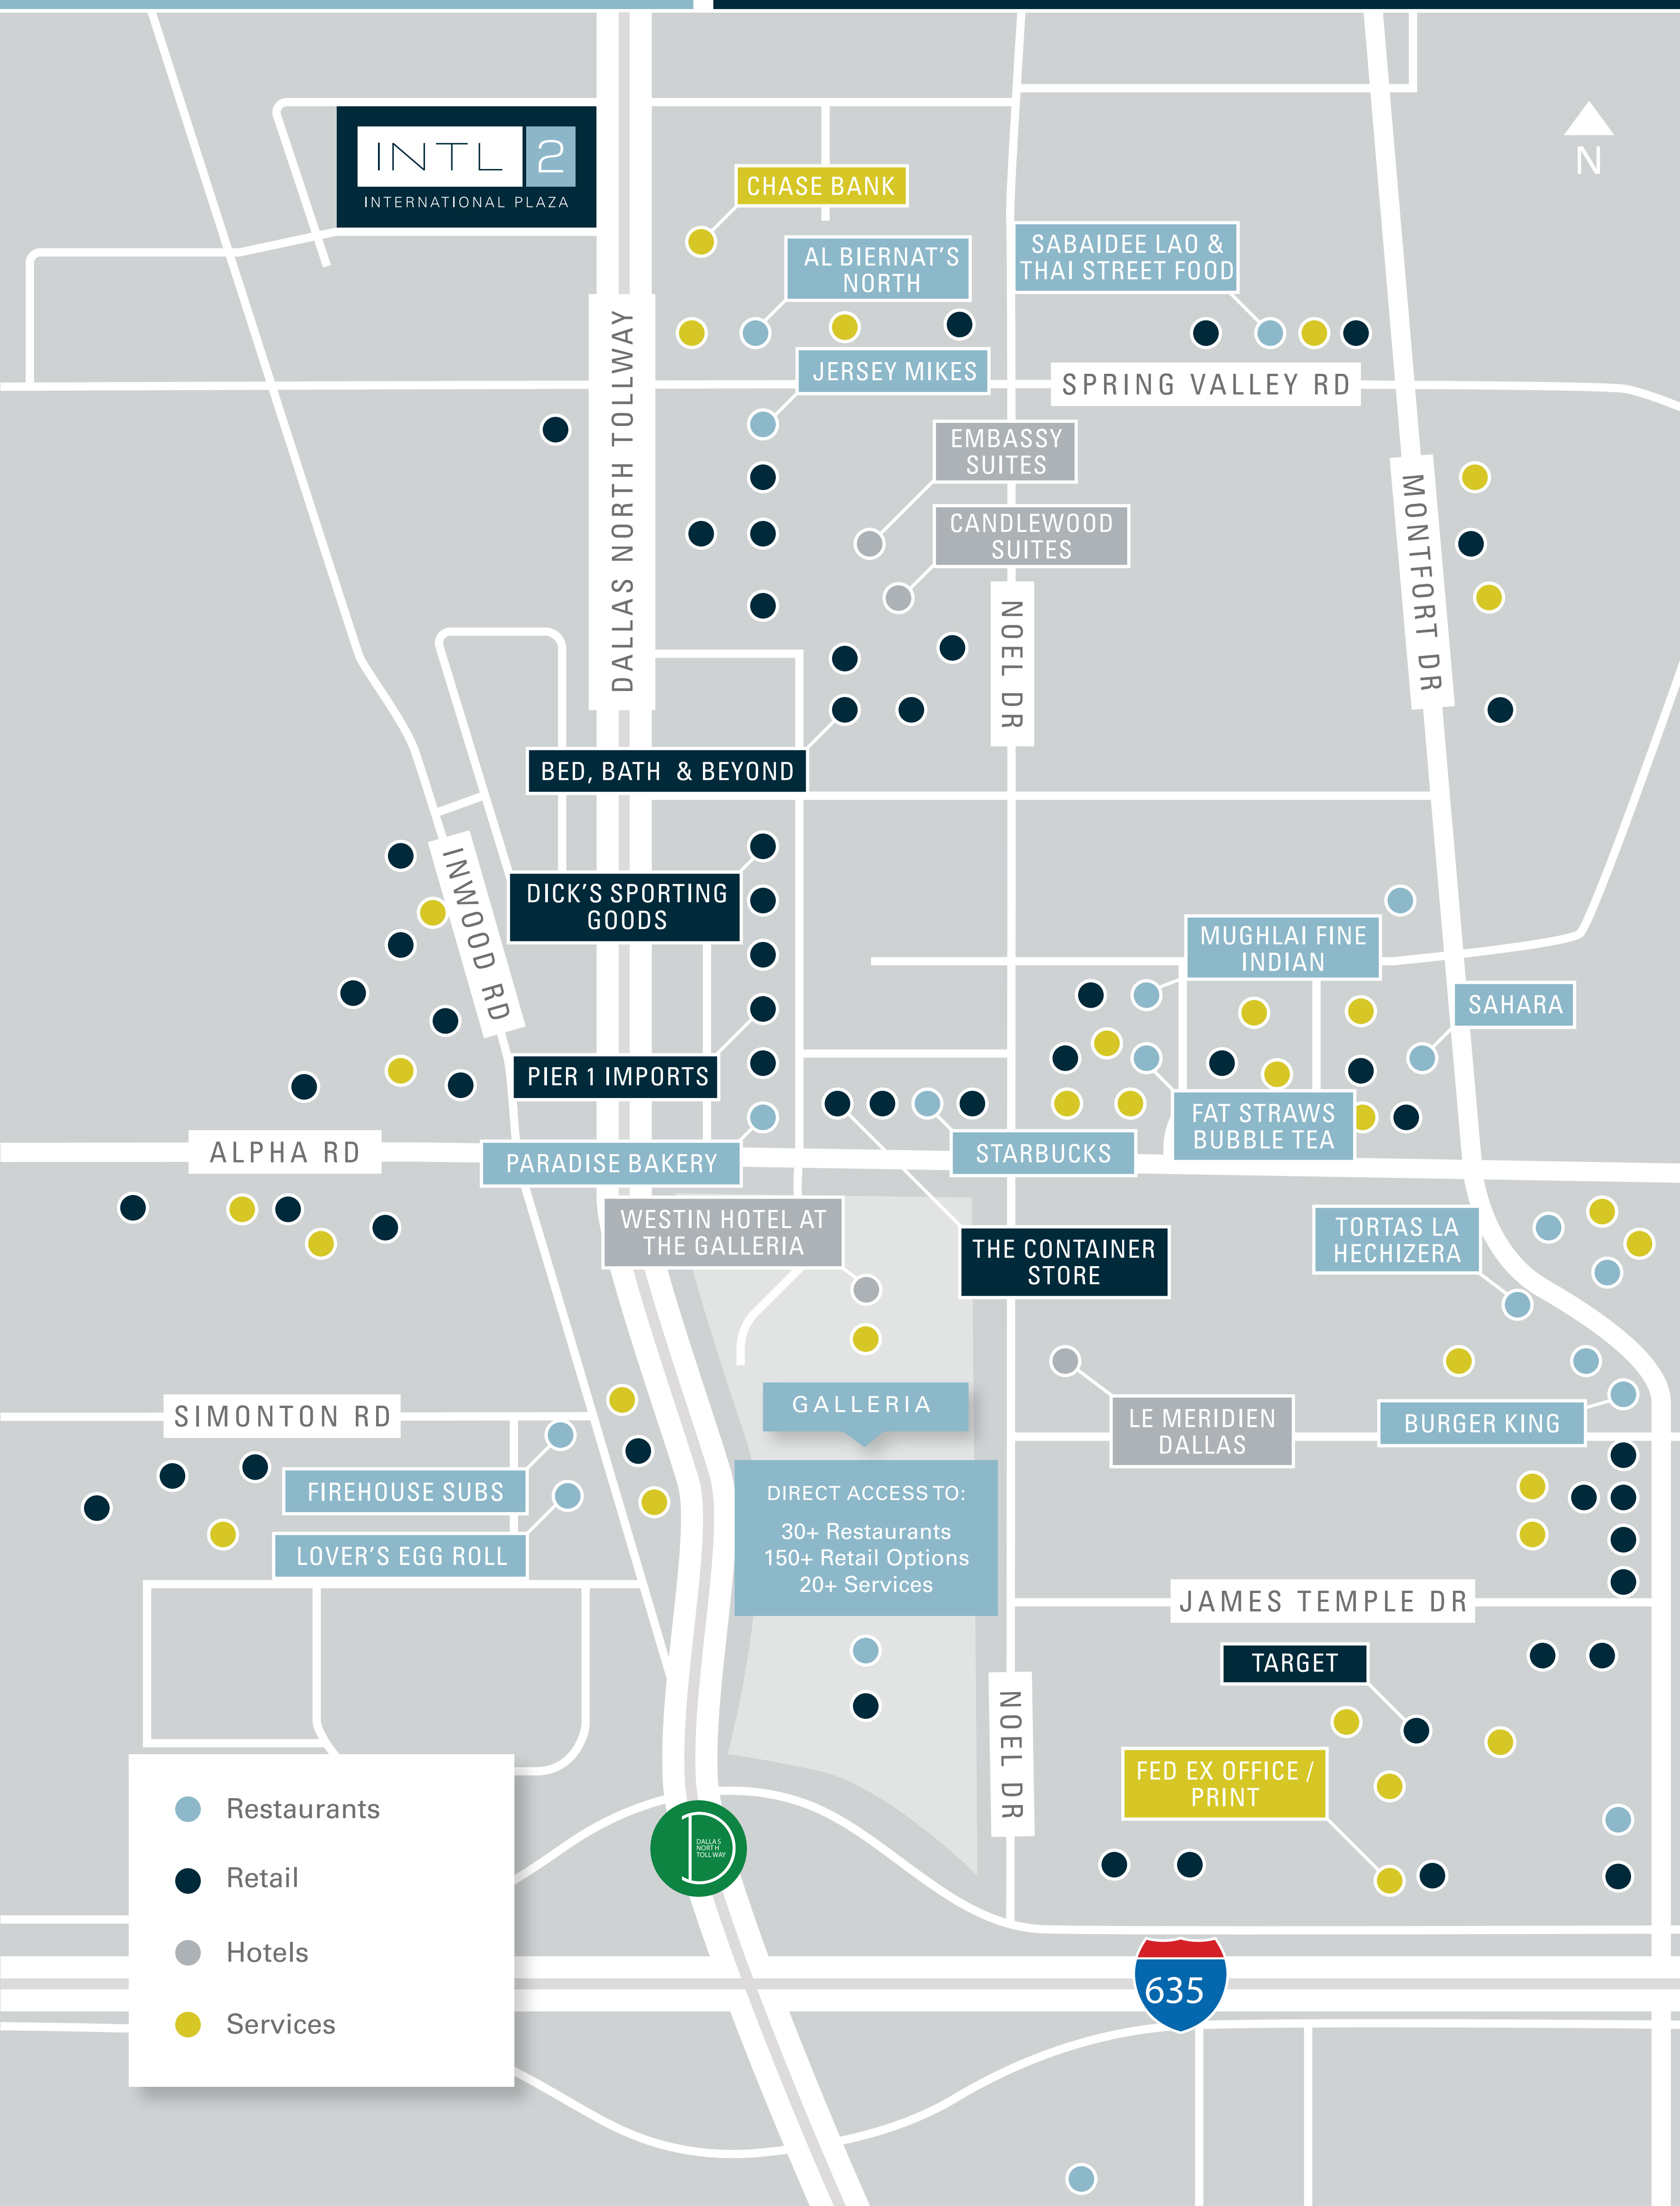 INTL 2
INTERNATIONAL PLAZA
N
CHASE BANK
AL BIERNAT'S
NORTH
SABAIDEE LAO &
THAI STREET FOOD
JERSEY MIKES
SPRING VALLEY RD
DALLAS NORTH TOLLWAY
EMBASSY
SUITES
CANDLEWOOD
SUITES
MONTFORT DR
NOEL DR
BED, BATH & BEYOND
INWOOD RD
DICK'S SPORTING
GOODS
MUGHLAI FINE
INDIAN
SAHARA
PIER 1 IMPORTS
FAT STRAWS
BUBBLE TEA
ALPHA RD
PARADISE BAKERY
STARBUCKS
WESTIN HOTEL AT
THE GALLERIA
THE CONTAINER
STORE
TORTAS LA
HECHIZERA
GALLERIA
SIMONTON RD
LE MERIDIEN
DALLAS
BURGER KING
FIREHOUSE SUBS
DIRECT ACCESS TO:
30+ Restaurants
150+ Retail Options
20+ Services
LOVER'S EGG ROLL
JAMES TEMPLE DR
TARGET
NOEL DR
FED EX OFFICE /
PRINT
DALLAS
NORTH
TOLLWAY
Restaurants
Retail
Hotels
Services
635